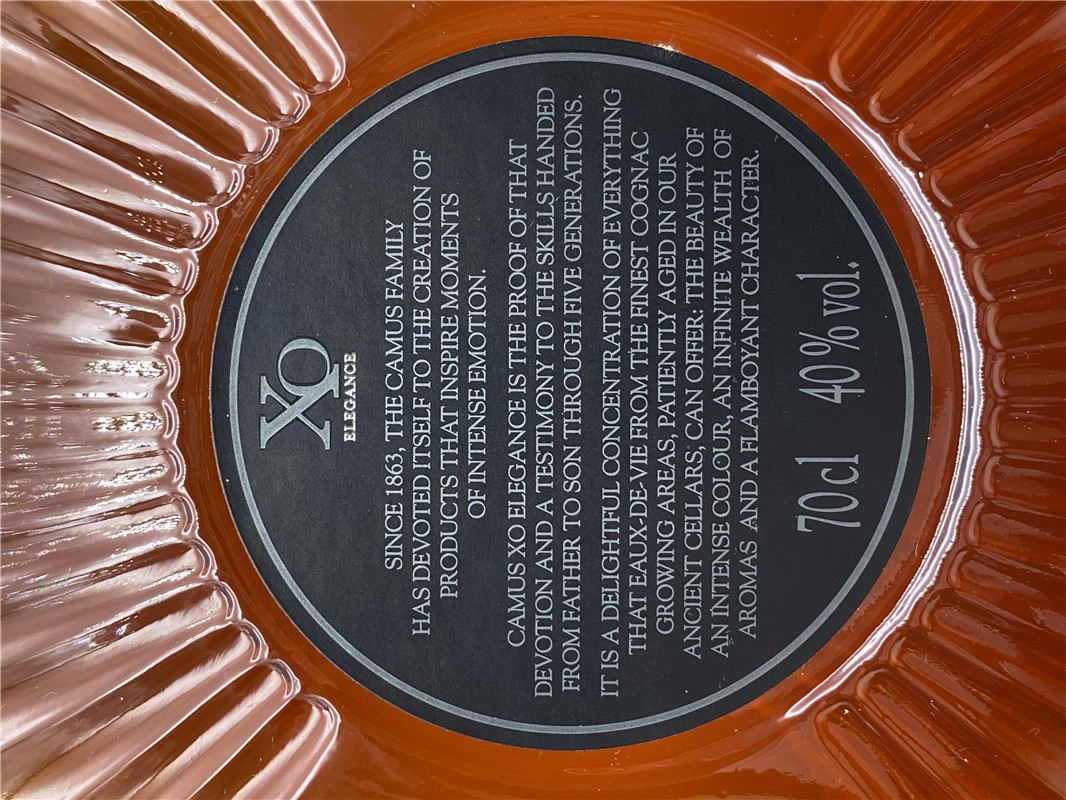 XO
ELEGANCE
SINCE 1863, THE CAMUS FAMILY
HAS DEVOTED ITSELF TO THE CREATION OF
PRODUCTS THAT INSPIRE MOMENTS
OF INTENSE EMOTION.
CAMUS XO ELEGANCE IS THE PROOF OF THAT
DEVOTION AND A TESTIMONY TO THE SKILLS HANDED
FROM FATHER TO SON THROUGH FIVE GENERATIONS.
IT IS A DELIGHTFUL CONCENTRATION OF EVERYTHING
THAT EAUX-DE-VIE FROM THE FINEST COGNAC
GROWING AREAS, PATIENTLY AGED IN OUR
ANCIENT CELLARS, CAN OFFER: THE BEAUTY OF
AN INTENSE COLOUR, AN INFINITE WEALTH OF
AROMAS AND A FLAMBOYANT CHARACTER.
70 cl 40 % vol.